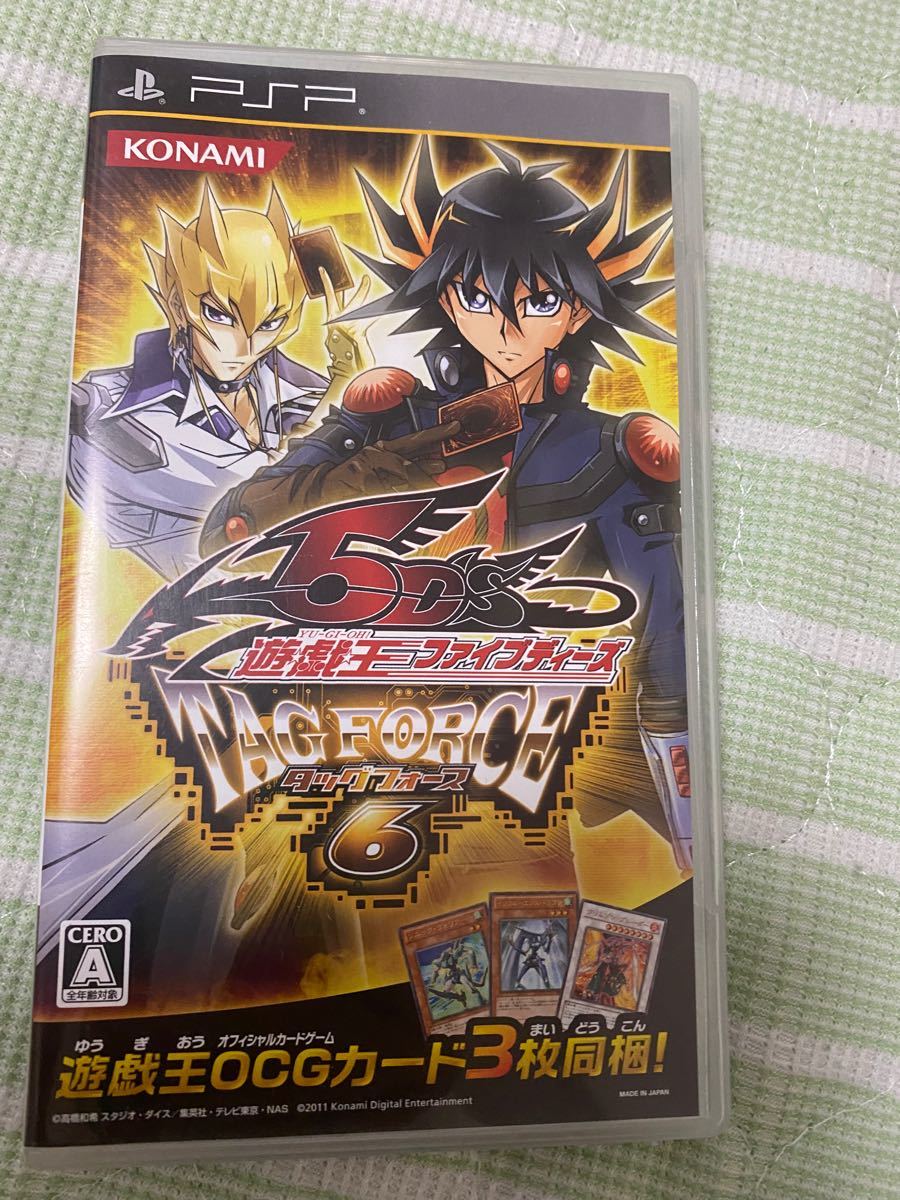 PSP
KONAMI
5D's
YU-GI-OH!
遊戯王ファイブディーズ
TAG FORCE
タッグフォース
6
CERO
A
全年齢対象
ゆう ぎ おう オフィシャルカードゲーム まい どう こん
遊戯王OCGカード3枚同梱!
©高橋和希 スタジオ・ダイス/集英社・テレビ東京・NAS ©2011 Konami Digital Entertainment
MADE IN JAPAN